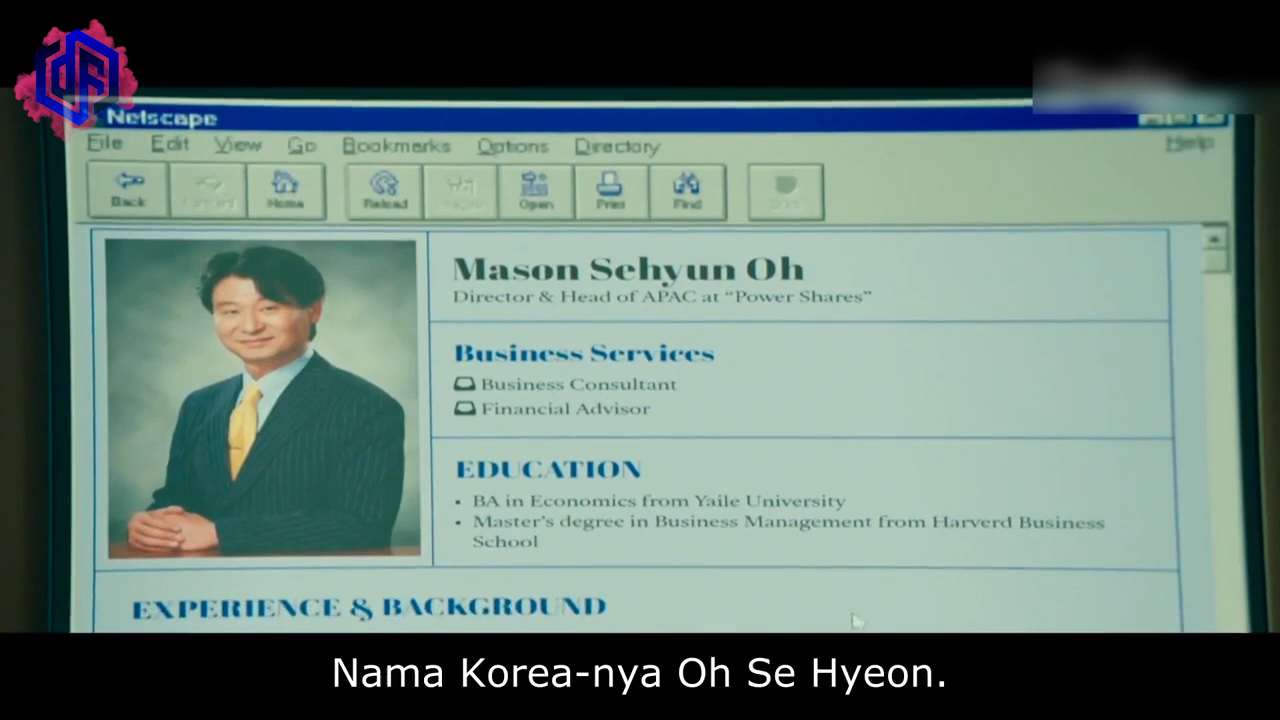 Netscape
File Edit View Go Bookmarks Options Directory Help
Back Forward Home Reload Open Print Find
Mason Sehyun Oh
Director & Head of APAC at “Power Shares”
Business Services
Business Consultant
Financial Advisor
EDUCATION
• BA in Economics from Yaile University
• Master's degree in Business Management from Harverd Business
School
EXPERIENCE & BACKGROUND
Nama Korea-nya Oh Se Hyeon.